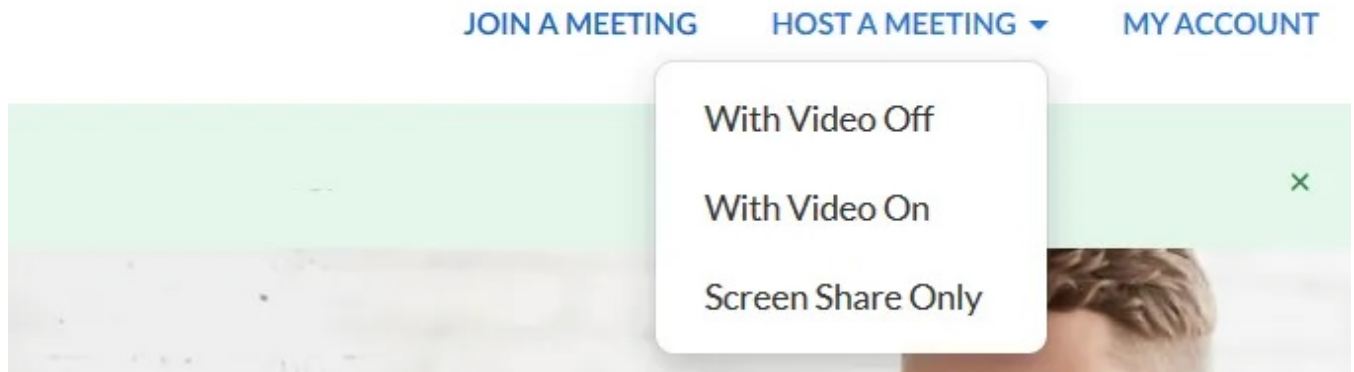 JOIN A MEETING HOST A MEETING MY ACCOUNT
With Video Off
With Video On
Screen Share Only